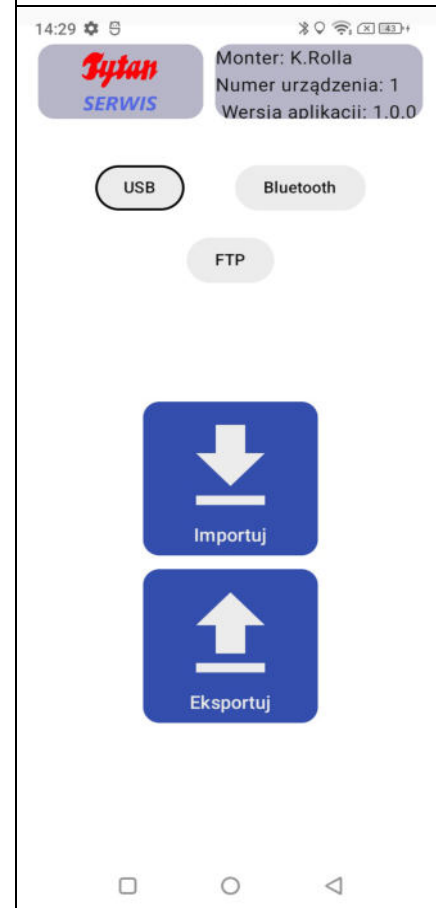 14:29
43
Tytan
SERWIS
Monter: K.Rolla
Numer urządzenia: 1
Wersja aplikacji: 1.0.0
USB
Bluetooth
FTP
Importuj
Eksportuj